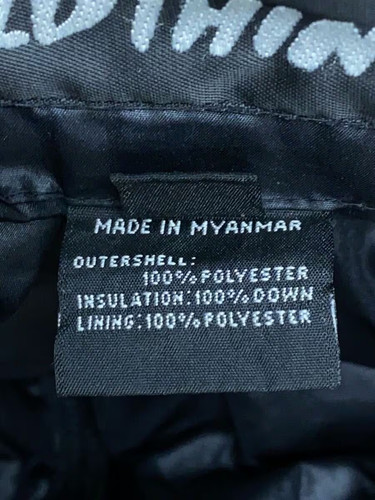 MADE IN MYANMAR
OUTERSHELL:
100% POLYESTER
INSULATION:100% DOWN
LINING:100% POLYESTER